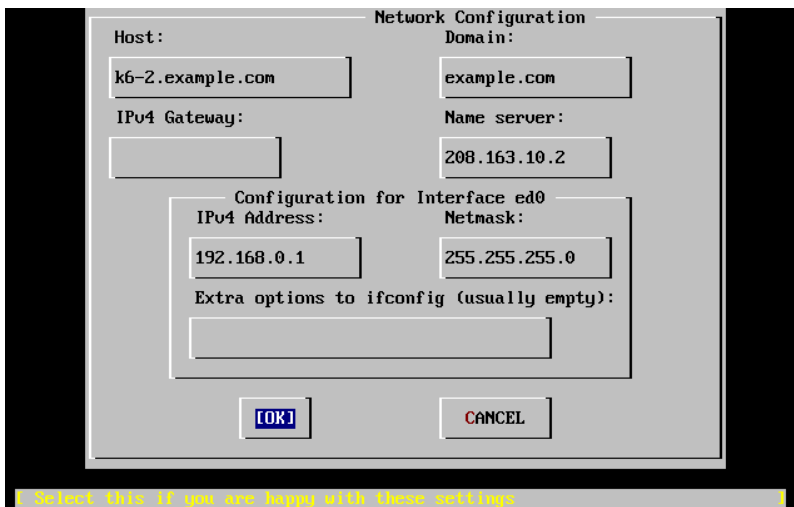 Network Configuration
Host: Domain:
k6-2.example.com example.com
IPv4 Gateway: Name server:
208.163.10.2
Configuration for Interface ed0
IPv4 Address: Netmask:
192.168.0.1 255.255.255.0
Extra options to ifconfig (usually empty):
[OK] CANCEL
[ Select this if you are happy with these settings ]